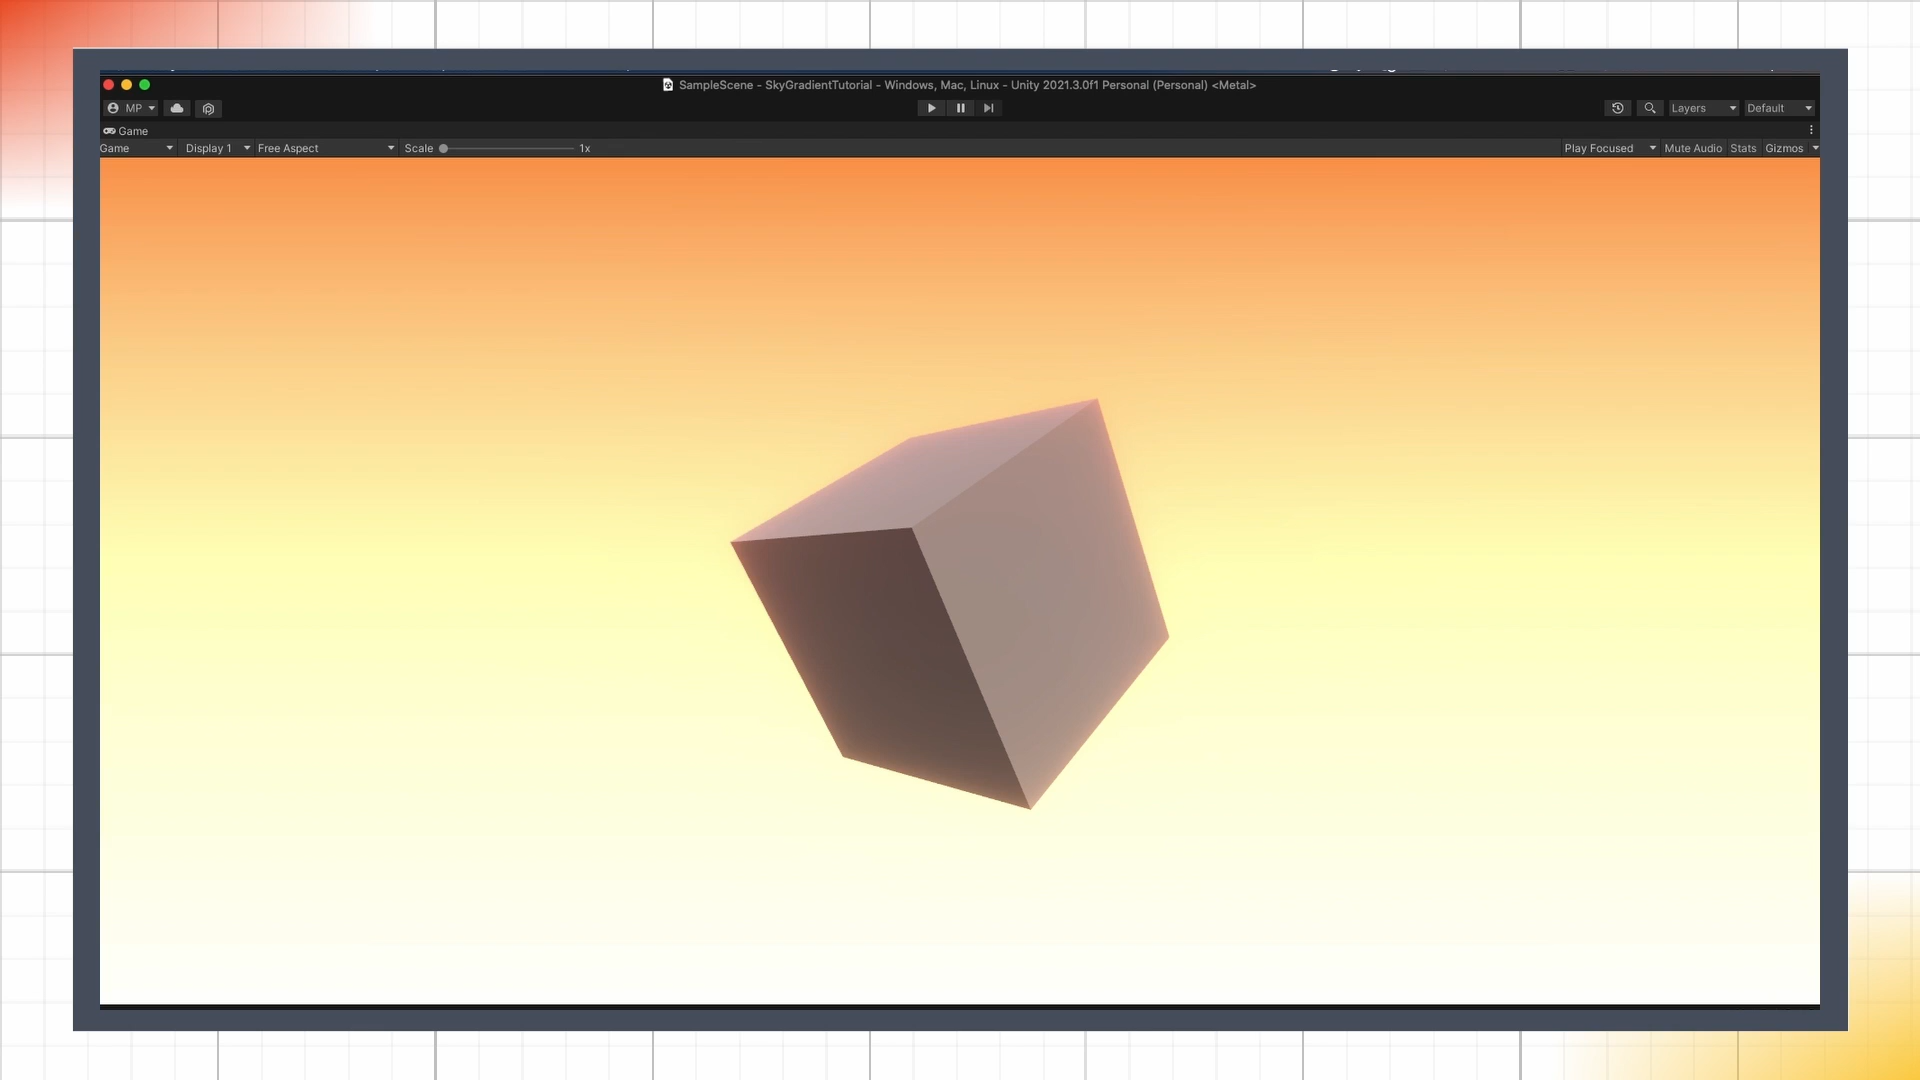 SampleScene - SkyGradientTutorial - Windows, Mac, Linux - Unity 2021.3.0f1 Personal (Personal) <Metal>
MP Layers Default
Game
Game Display 1 Free Aspect Scale 1x Play Focused Mute Audio Stats Gizmos